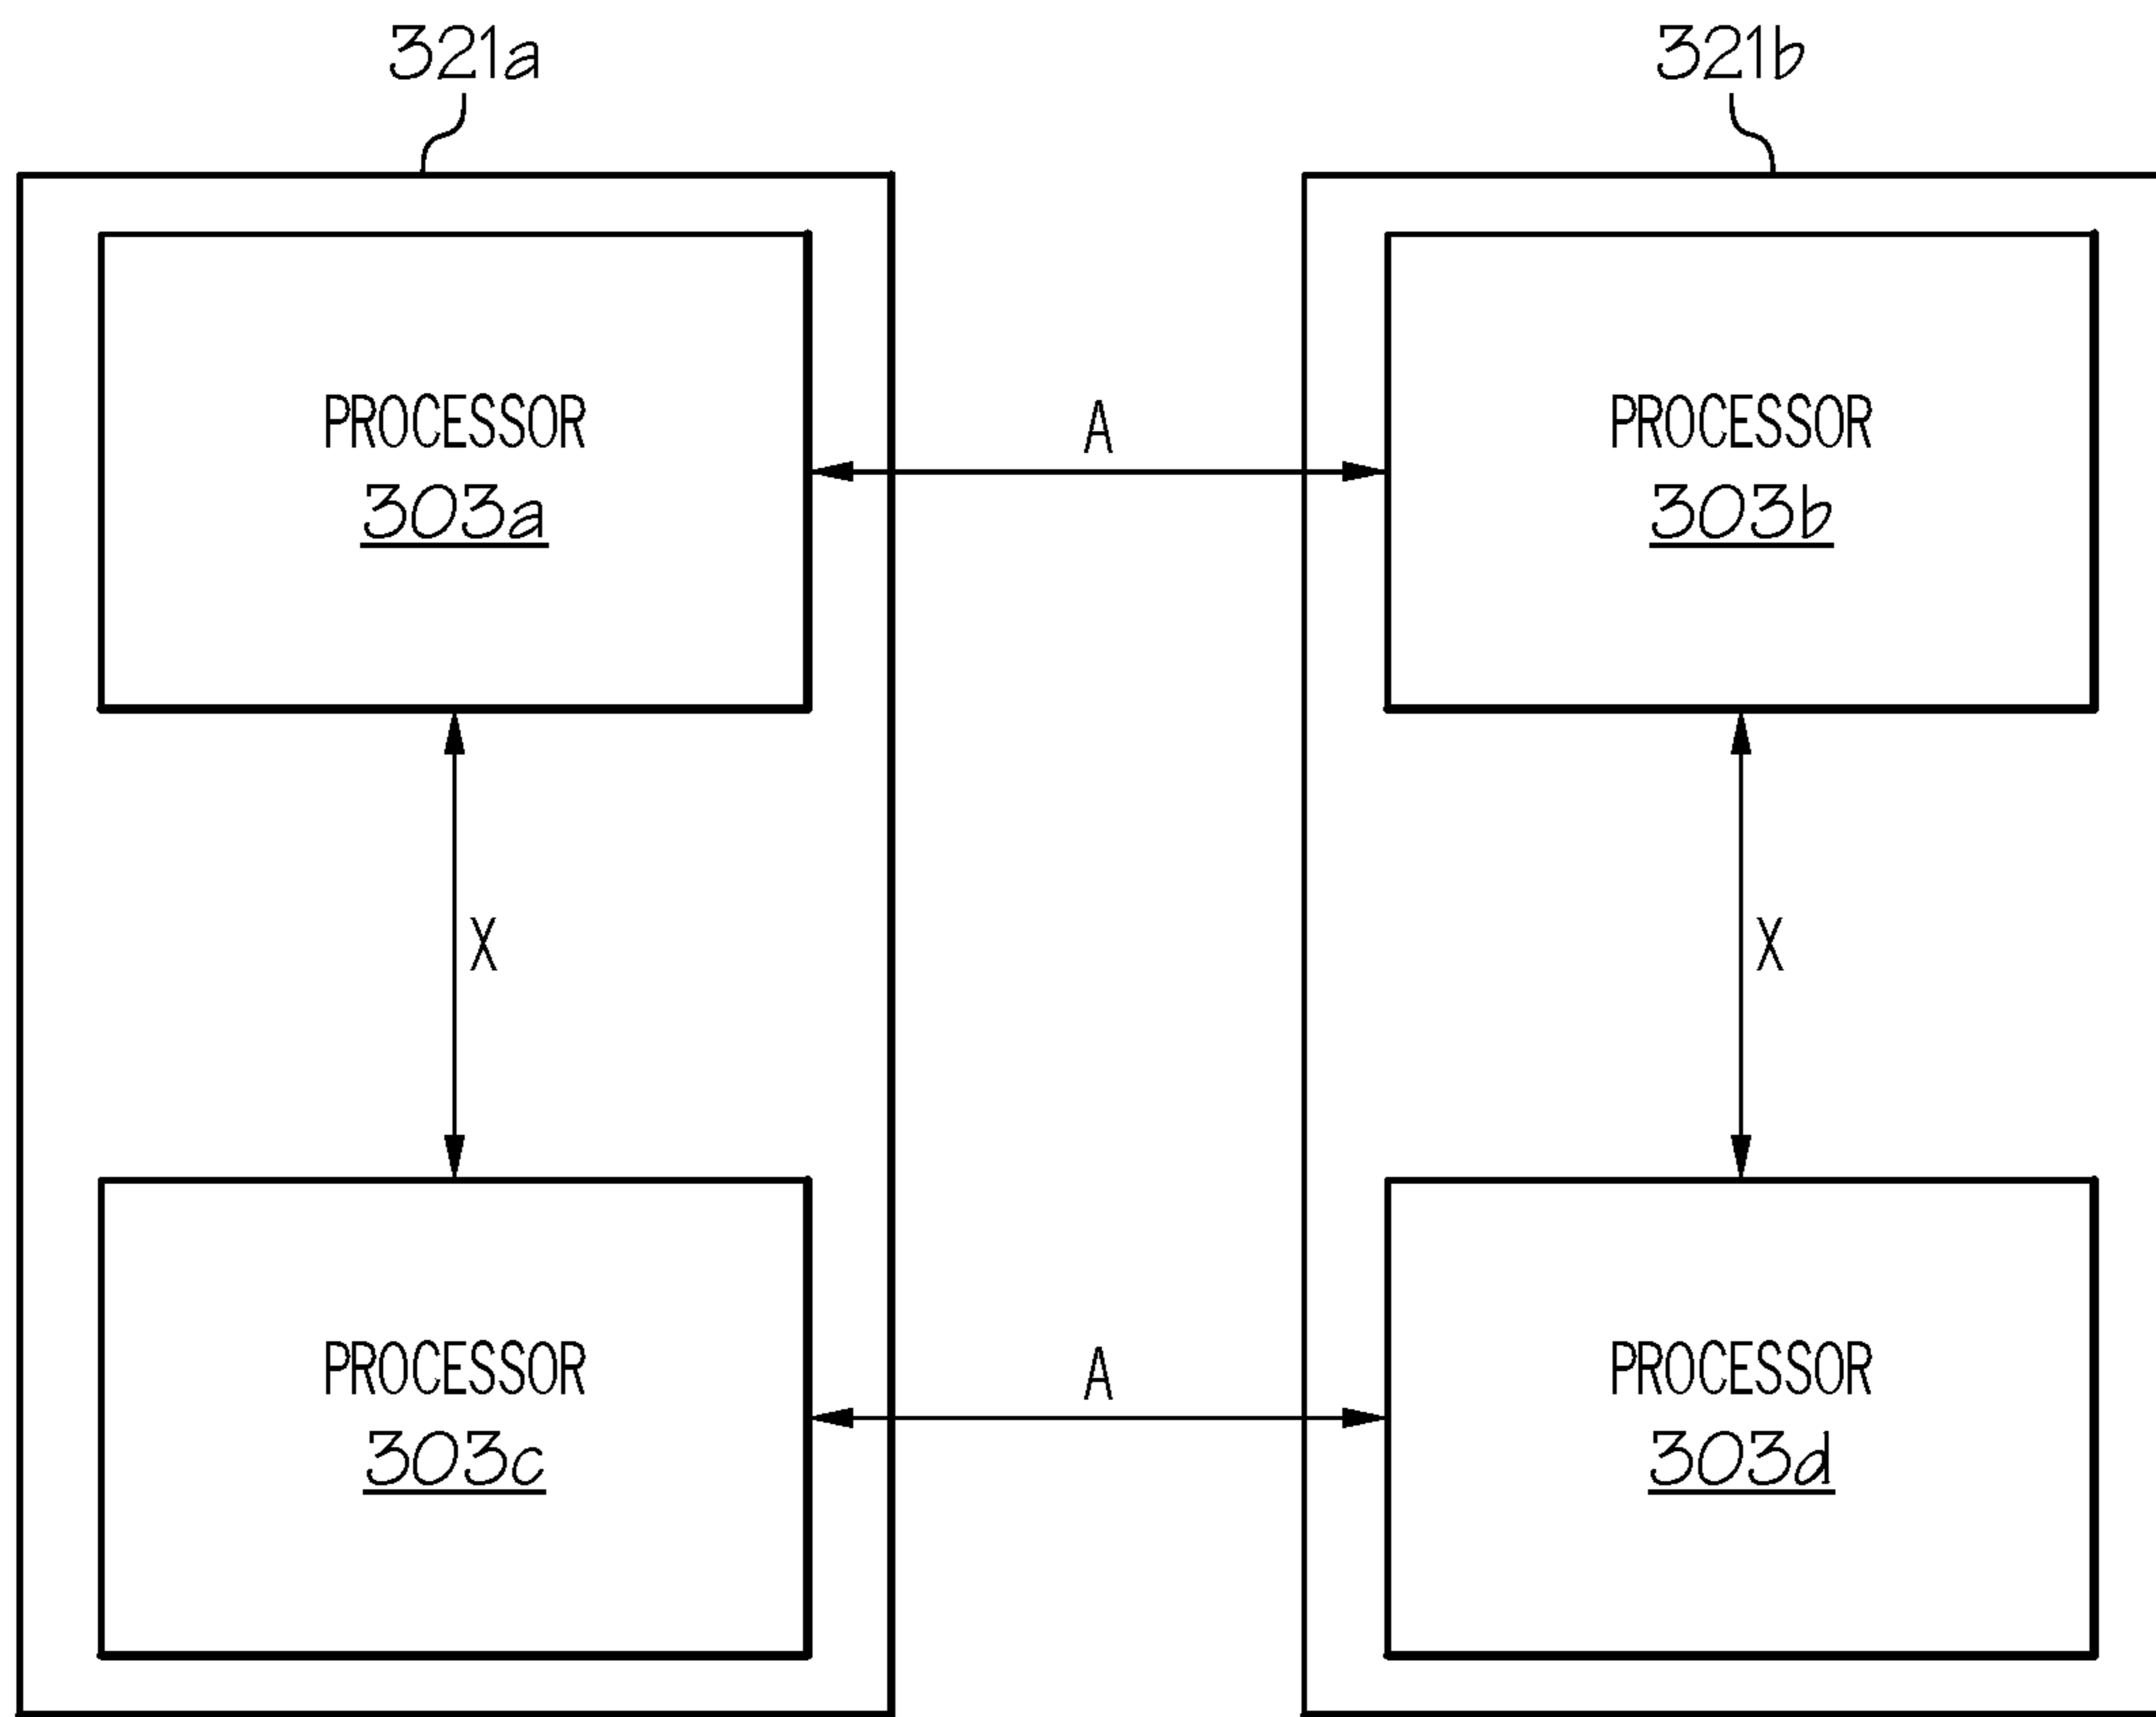 321a
321b
PROCESSOR
303a
A
PROCESSOR
303b
X
X
PROCESSOR
303c
A
PROCESSOR
303d